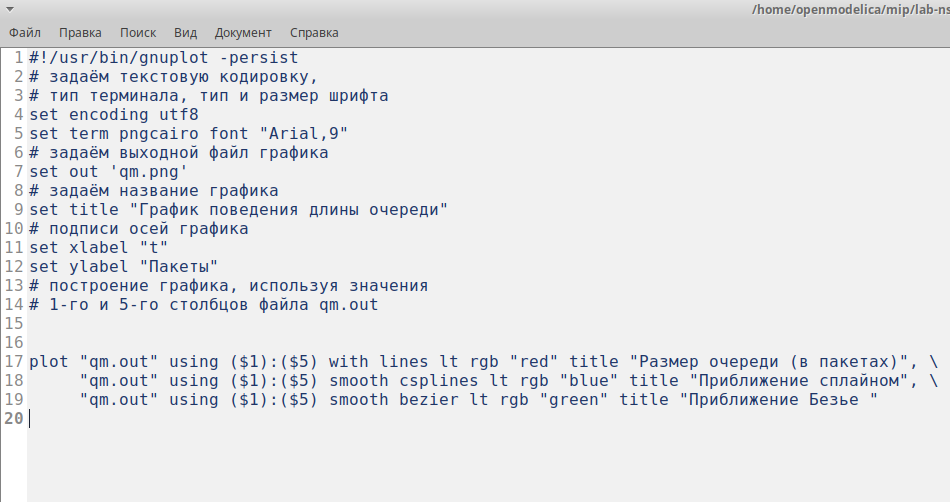 /home/openmodelica/mip/lab-ns
Файл Правка Поиск Вид Документ Справка
1 #!/usr/bin/gnuplot -persist
2 # задаём текстовую кодировку,
3 # тип терминала, тип и размер шрифта
4 set encoding utf8
5 set term pngcairo font "Arial,9"
6 # задаём выходной файл графика
7 set out 'qm.png'
8 # задаём название графика
9 set title "График поведения длины очереди"
10 # подписи осей графика
11 set xlabel "t"
12 set ylabel "Пакеты"
13 # построение графика, используя значения
14 # 1-го и 5-го столбцов файла qm.out
15
16
17 plot "qm.out" using ($1):($5) with lines lt rgb "red" title "Размер очереди (в пакетах)", \
18      "qm.out" using ($1):($5) smooth csplines lt rgb "blue" title "Приближение сплайном", \
19      "qm.out" using ($1):($5) smooth bezier lt rgb "green" title "Приближение Безье "
20